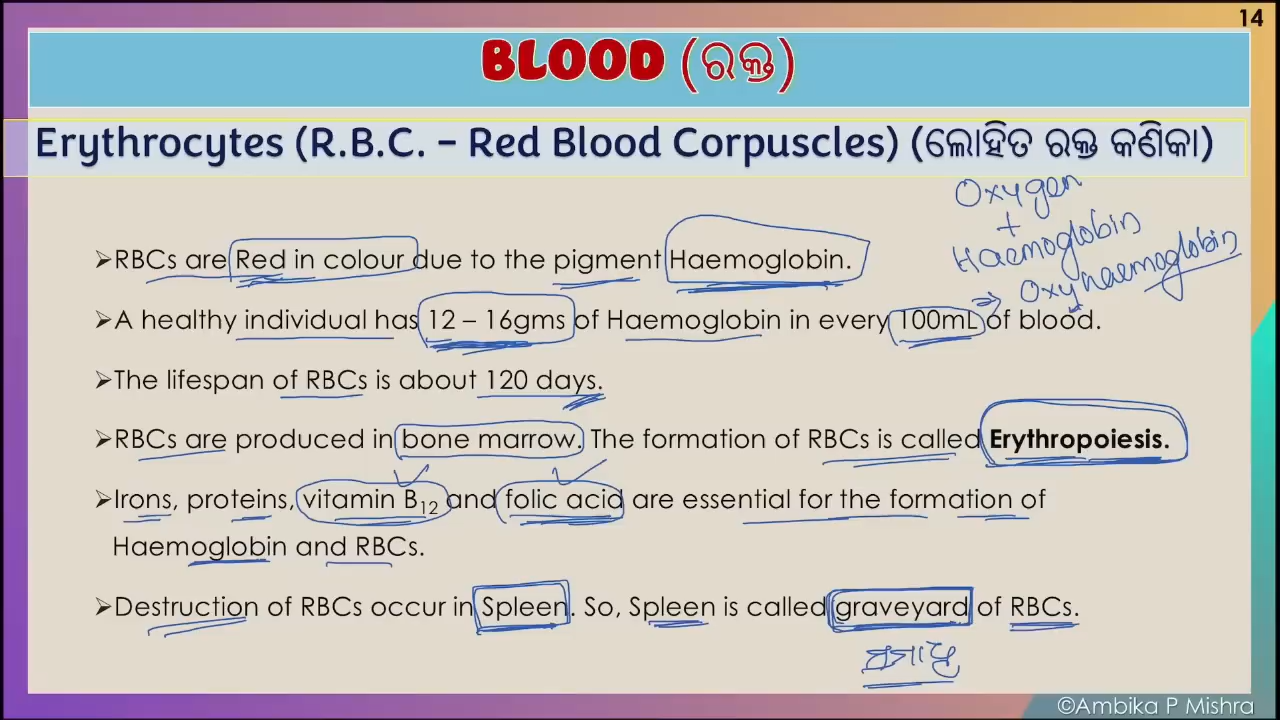 14
BLOOD (ରକ୍ତ)
Erythrocytes (R.B.C. – Red Blood Corpuscles) (ଲୋହିତ ରକ୍ତ କଣିକା)
Oxygen
+
Haemoglobin
⇒ Oxyhaemoglobin
➢RBCs are Red in colour due to the pigment Haemoglobin.
➢A healthy individual has 12 – 16gms of Haemoglobin in every 100mL of blood.
➢The lifespan of RBCs is about 120 days.
➢RBCs are produced in bone marrow. The formation of RBCs is called Erythropoiesis.
➢Irons, proteins, vitamin B₁₂ and folic acid are essential for the formation of
Haemoglobin and RBCs.
➢Destruction of RBCs occur in Spleen. So, Spleen is called graveyard of RBCs.
©Ambika P Mishra